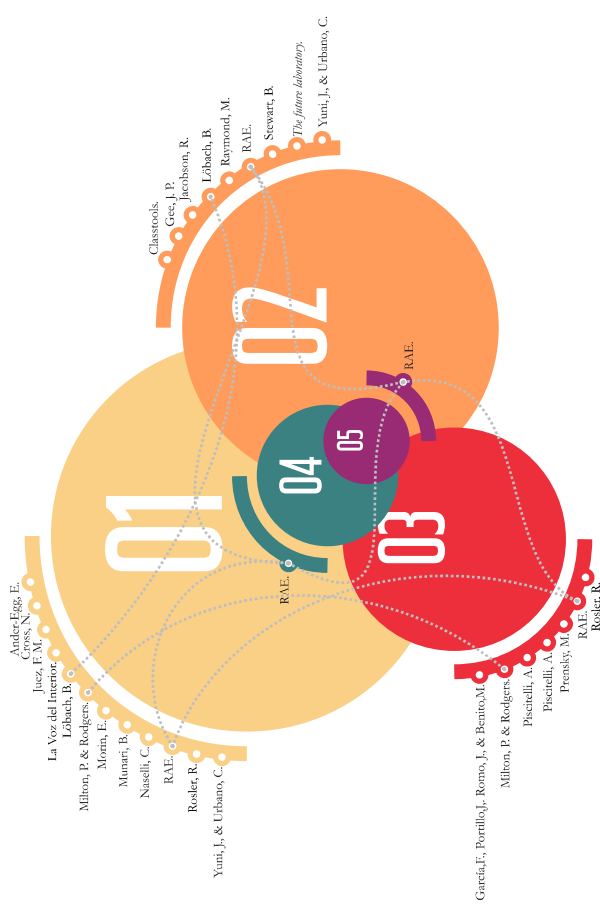 Ander-Egg, E.
Cross, N.
Juez, F. M.
La Voz del Interior.
Löbach, B.
Milton, P. & Rodgers.
Morin, E.
Munari, B.
Naselli, C.
RAE.
Rosler, R.
Yuni, J., & Urbano, C.
01
Classtools.
Gee, J. P.
Jacobson, R.
Löbach, B.
Raymond, M.
RAE.
Stewart, B.
The future laboratory.
Yuni, J., & Urbano, C.
02
RAE.
04
05
RAE.
03
García,F., Portillo,J,. Romo, J., & Benito,M.
Milton, P. & Rodgers.
Piscitelli, A.
Piscitelli, A.
Prensky, M.
RAE.
Rosler, R.